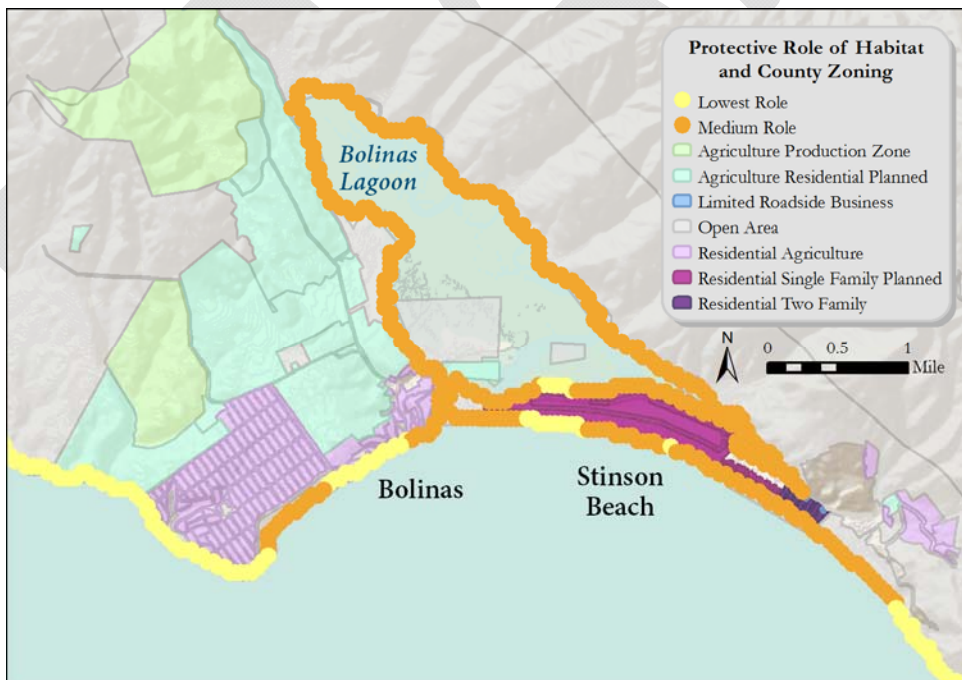 Protective Role of Habitat
and County Zoning
Lowest Role
Medium Role
Agriculture Production Zone
Agriculture Residential Planned
Limited Roadside Business
Open Area
Residential Agriculture
Residential Single Family Planned
Residential Two Family
Bolinas
Lagoon
N
0 0.5 1
Mile
Bolinas
Stinson
Beach